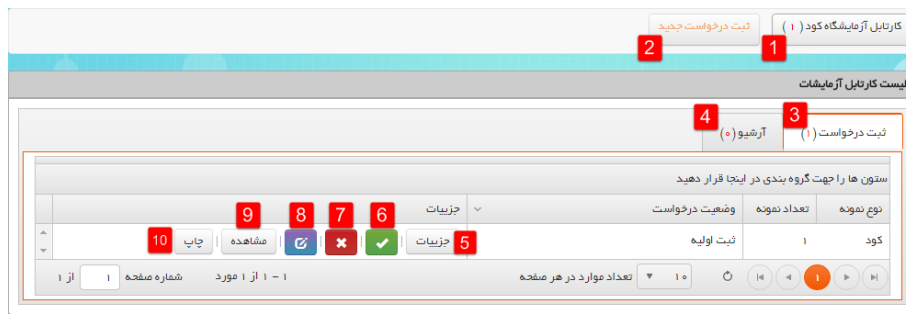 کارتابل آزمایشگاه کود ( ۱ ) 1 ثبت درخواست جدید 2
لیست کارتابل آزمایشات
ثبت درخواست (۱) 3 آرشیو (۰) 4
ستون ها را جهت گروه بندی در اینجا قرار دهید
نوع نمونه تعداد نمونه وضعیت درخواست جزییات
کود ۱ ثبت اولیه جزییات 5 6 7 8 مشاهده 9 چاپ 10
۱ ۱۰ تعداد موارد در هر صفحه ۱ - ۱ از ۱ مورد شماره صفحه ۱ از ۱